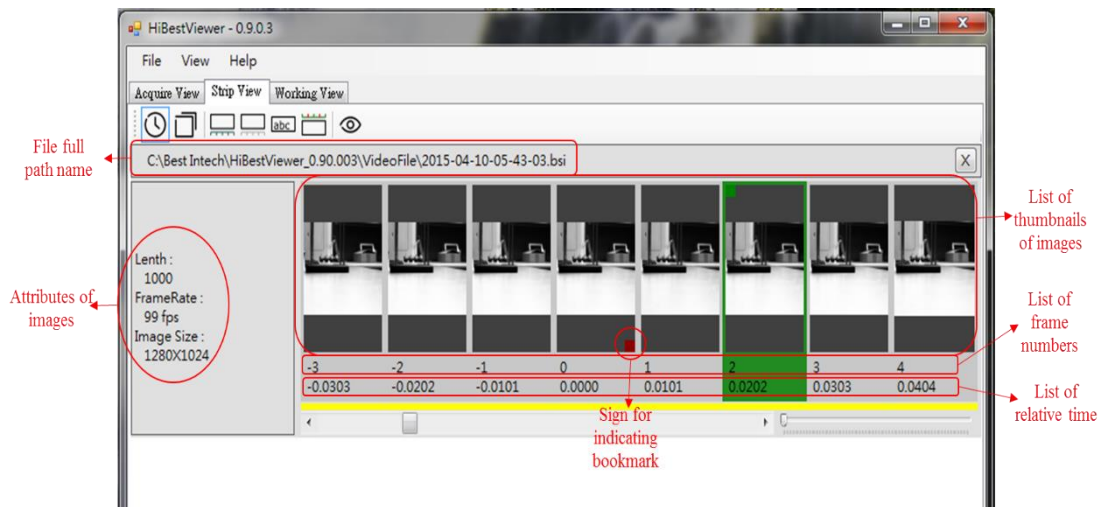 HiBestViewer - 0.9.0.3
File View Help
Acquire View Strip View Working View
abc
File full
path name
C:\Best Intech\HiBestViewer_0.90.003\VideoFile\2015-04-10-05-43-03.bsi
X
List of
thumbnails
of images
Attributes of
images
Lenth :
1000
FrameRate :
99 fps
Image Size :
1280X1024
List of
frame
numbers
-3 -2 -1 0 1 2 3 4
-0.0303 -0.0202 -0.0101 0.0000 0.0101 0.0202 0.0303 0.0404
List of
relative time
Sign for
indicating
bookmark